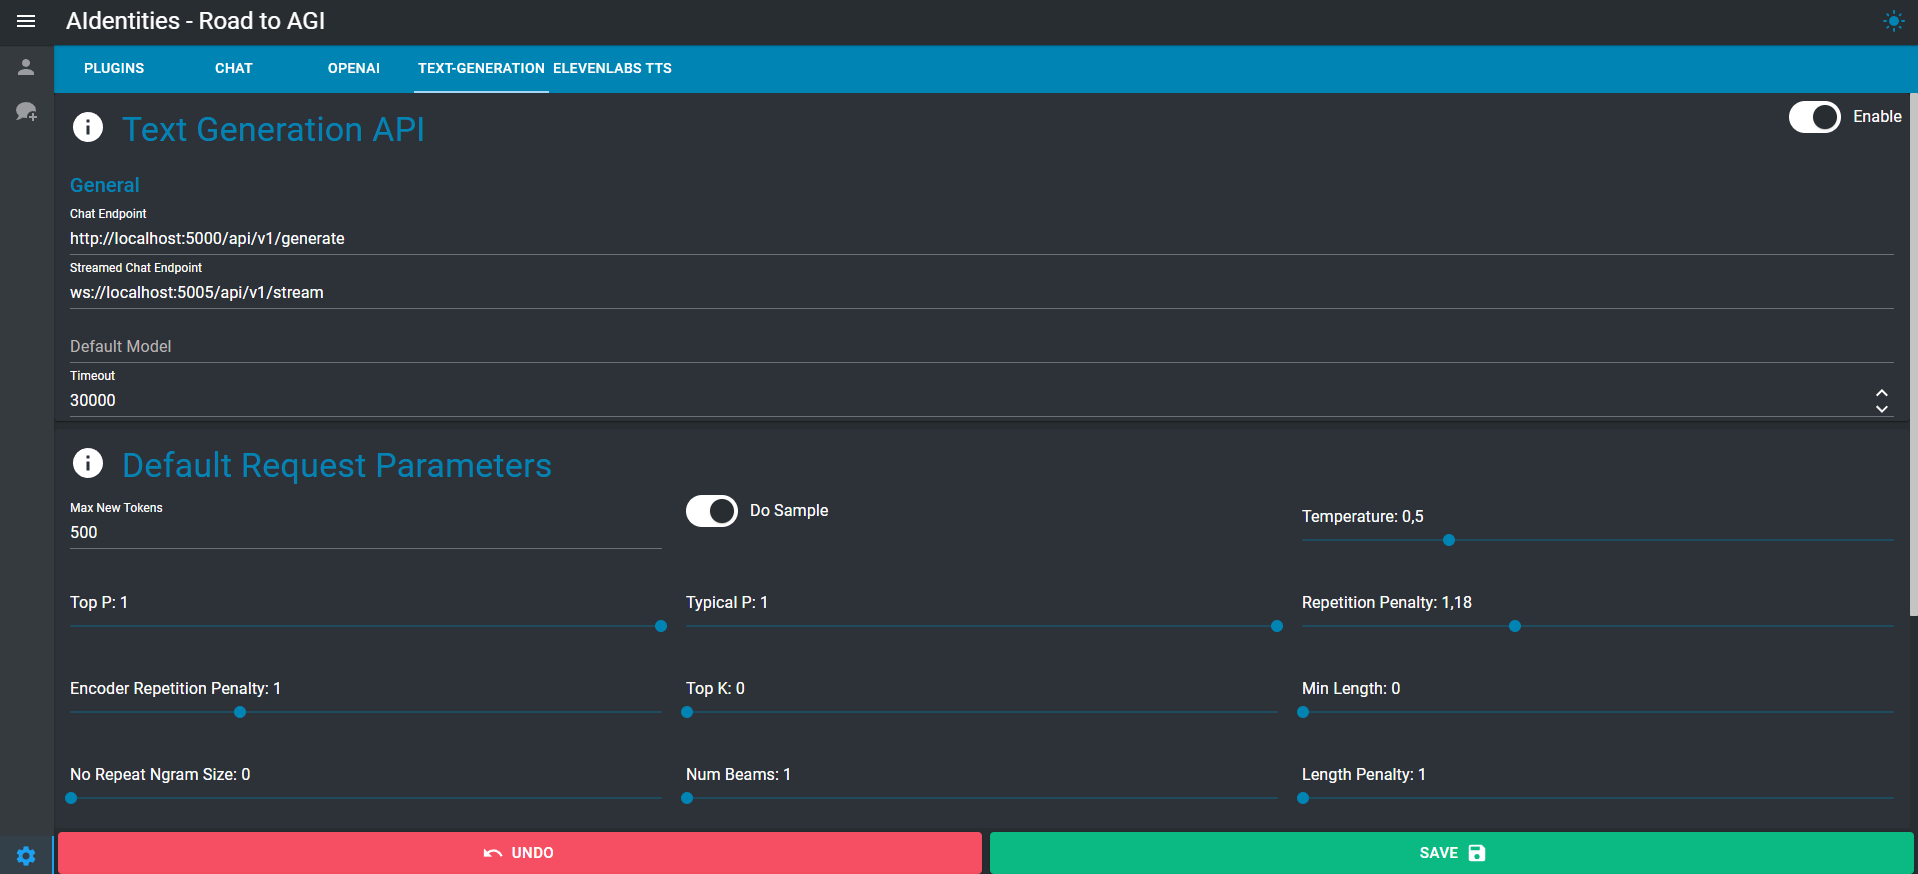 AIdentities - Road to AGI
PLUGINS CHAT OPENAI TEXT-GENERATION ELEVENLABS TTS
Text Generation API
Enable
General
Chat Endpoint
http://localhost:5000/api/v1/generate
Streamed Chat Endpoint
ws://localhost:5005/api/v1/stream
Default Model
Timeout
30000
Default Request Parameters
Max New Tokens
500
Do Sample
Temperature: 0,5
Top P: 1
Typical P: 1
Repetition Penalty: 1,18
Encoder Repetition Penalty: 1
Top K: 0
Min Length: 0
No Repeat Ngram Size: 0
Num Beams: 1
Length Penalty: 1
UNDO
SAVE